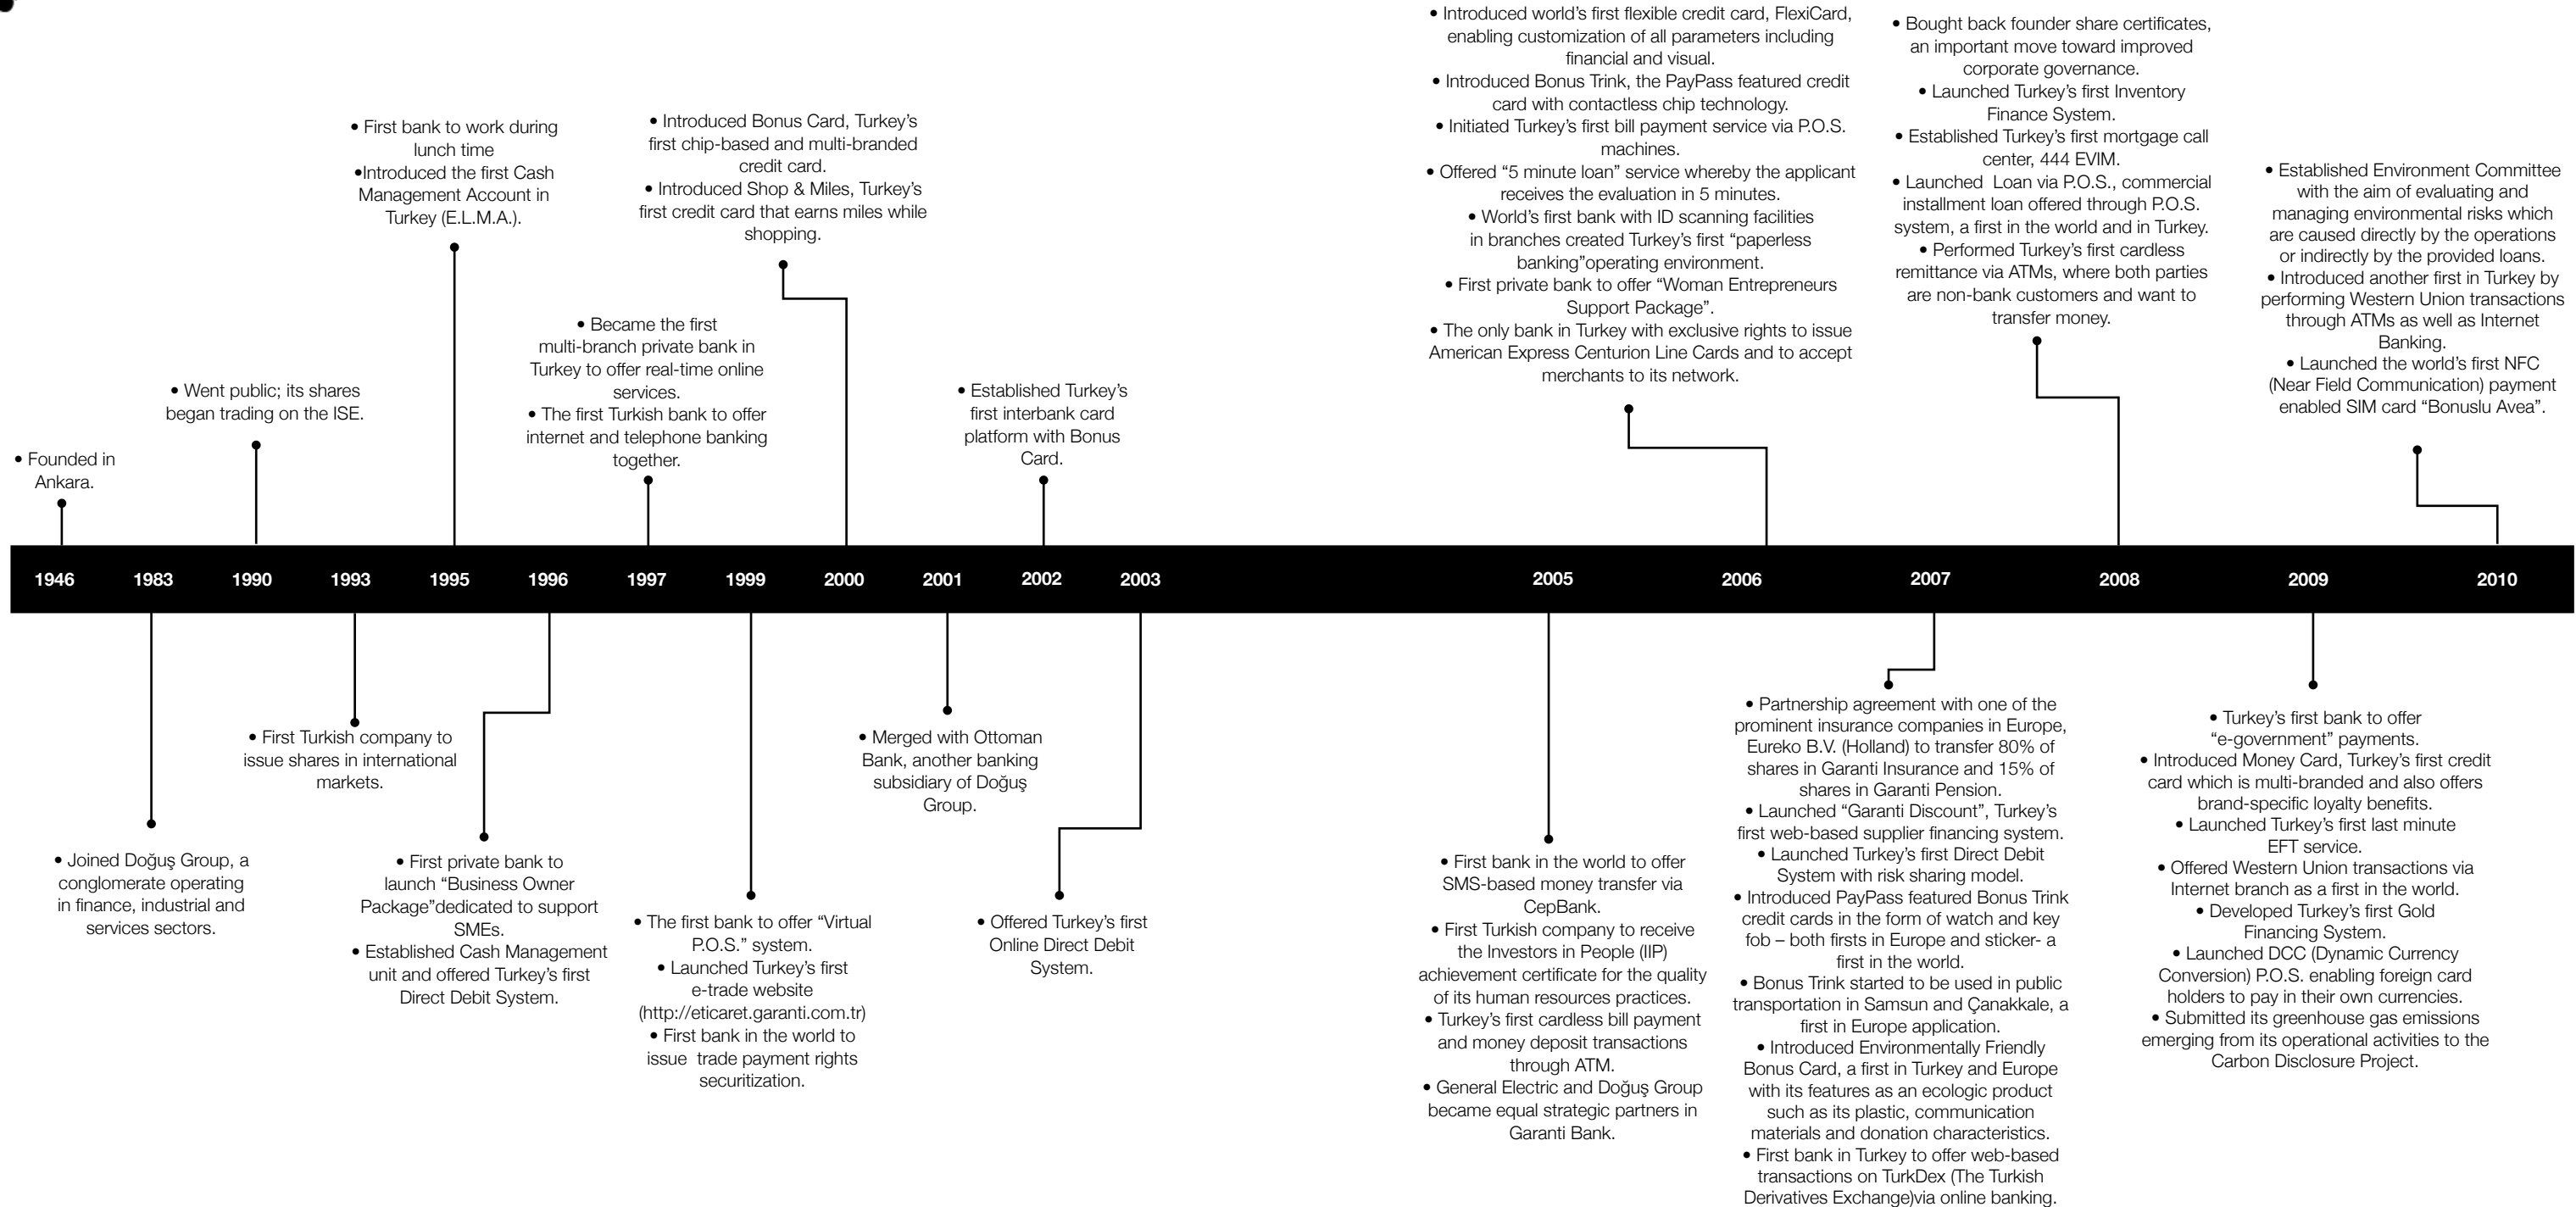 • Founded in
Ankara.
• Went public; its shares
began trading on the ISE.
• First bank to work during
lunch time
•Introduced the first Cash
Management Account in
Turkey (E.L.M.A.).
• Became the first
multi-branch private bank in
Turkey to offer real-time online
services.
• The first Turkish bank to offer
internet and telephone banking
together.
• Introduced Bonus Card, Turkey’s
first chip-based and multi-branded
credit card.
• Introduced Shop & Miles, Turkey’s
first credit card that earns miles while
shopping.
• Established Turkey’s
first interbank card
platform with Bonus
Card.
• Introduced world’s first flexible credit card, FlexiCard,
enabling customization of all parameters including
financial and visual.
• Introduced Bonus Trink, the PayPass featured credit
card with contactless chip technology.
• Initiated Turkey’s first bill payment service via P.O.S.
machines.
• Offered “5 minute loan” service whereby the applicant
receives the evaluation in 5 minutes.
• World’s first bank with ID scanning facilities
in branches created Turkey’s first “paperless
banking”operating environment.
• First private bank to offer “Woman Entrepreneurs
Support Package”.
• The only bank in Turkey with exclusive rights to issue
American Express Centurion Line Cards and to accept
merchants to its network.
• Bought back founder share certificates,
an important move toward improved
corporate governance.
• Launched Turkey’s first Inventory
Finance System.
• Established Turkey’s first mortgage call
center, 444 EVIM.
• Launched  Loan via P.O.S., commercial
installment loan offered through P.O.S.
system, a first in the world and in Turkey.
• Performed Turkey’s first cardless
remittance via ATMs, where both parties
are non-bank customers and want to
transfer money.
• Established Environment Committee
with the aim of evaluating and
managing environmental risks which
are caused directly by the operations
or indirectly by the provided loans.
• Introduced another first in Turkey by
performing Western Union transactions
through ATMs as well as Internet
Banking.
• Launched the world’s first NFC
(Near Field Communication) payment
enabled SIM card “Bonuslu Avea”.
1946 1983 1990 1993 1995 1996 1997 1999 2000 2001 2002 2003 2005 2006 2007 2008 2009 2010
• Joined Doğuş Group, a
conglomerate operating
in finance, industrial and
services sectors.
• First Turkish company to
issue shares in international
markets.
• First private bank to
launch “Business Owner
Package”dedicated to support
SMEs.
• Established Cash Management
unit and offered Turkey’s first
Direct Debit System.
• The first bank to offer “Virtual
P.O.S.” system.
• Launched Turkey’s first
e-trade website
(http://eticaret.garanti.com.tr)
• First bank in the world to
issue  trade payment rights
securitization.
• Merged with Ottoman
Bank, another banking
subsidiary of Doğuş
Group.
• Offered Turkey’s first
Online Direct Debit
System.
• First bank in the world to offer
SMS-based money transfer via
CepBank.
• First Turkish company to receive
the Investors in People (IIP)
achievement certificate for the quality
of its human resources practices.
• Turkey’s first cardless bill payment
and money deposit transactions
through ATM.
• General Electric and Doğuş Group
became equal strategic partners in
Garanti Bank.
• Partnership agreement with one of the
prominent insurance companies in Europe,
Eureko B.V. (Holland) to transfer 80% of
shares in Garanti Insurance and 15% of
shares in Garanti Pension.
• Launched “Garanti Discount”, Turkey’s
first web-based supplier financing system.
• Launched Turkey’s first Direct Debit
System with risk sharing model.
• Introduced PayPass featured Bonus Trink
credit cards in the form of watch and key
fob – both firsts in Europe and sticker- a
first in the world.
• Bonus Trink started to be used in public
transportation in Samsun and Çanakkale, a
first in Europe application.
• Introduced Environmentally Friendly
Bonus Card, a first in Turkey and Europe
with its features as an ecologic product
such as its plastic, communication
materials and donation characteristics.
• First bank in Turkey to offer web-based
transactions on TurkDex (The Turkish
Derivatives Exchange)via online banking.
• Turkey’s first bank to offer
“e-government” payments.
• Introduced Money Card, Turkey’s first credit
card which is multi-branded and also offers
brand-specific loyalty benefits.
• Launched Turkey’s first last minute
EFT service.
• Offered Western Union transactions via
Internet branch as a first in the world.
• Developed Turkey’s first Gold
Financing System.
• Launched DCC (Dynamic Currency
Conversion) P.O.S. enabling foreign card
holders to pay in their own currencies.
• Submitted its greenhouse gas emissions
emerging from its operational activities to the
Carbon Disclosure Project.